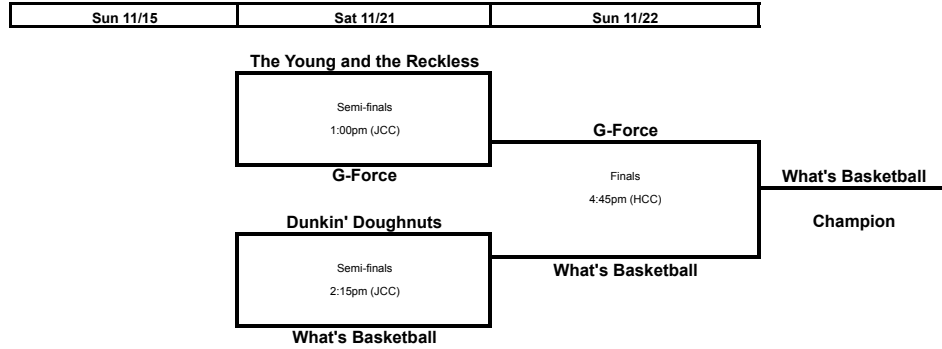 Sun 11/15 Sat 11/21 Sun 11/22
The Young and the Reckless
Semi-finals
1:00pm (JCC)
G-Force
G-Force
Finals
4:45pm (HCC)
What's Basketball
Champion
Dunkin' Doughnuts
Semi-finals
2:15pm (JCC)
What's Basketball
What's Basketball